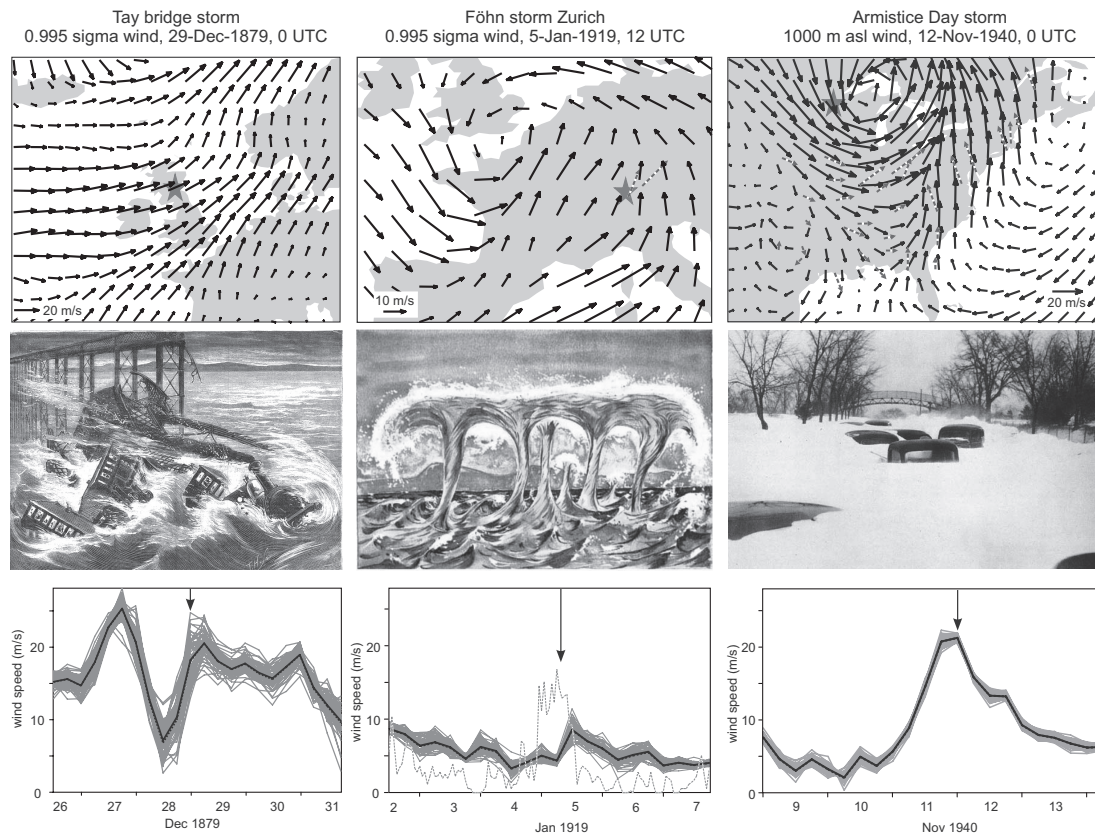 Tay bridge storm
0.995 sigma wind, 29-Dec-1879, 0 UTC
Föhn storm Zurich
0.995 sigma wind, 5-Jan-1919, 12 UTC
Armistice Day storm
1000 m asl wind, 12-Nov-1940, 0 UTC
20 m/s
10 m/s
20 m/s
wind speed (m/s)
20
10
0
26 27 28 29 30 31
Dec 1879
wind speed (m/s)
20
10
0
2 3 4 5 6 7
Jan 1919
wind speed (m/s)
20
10
0
9 10 11 12 13
Nov 1940